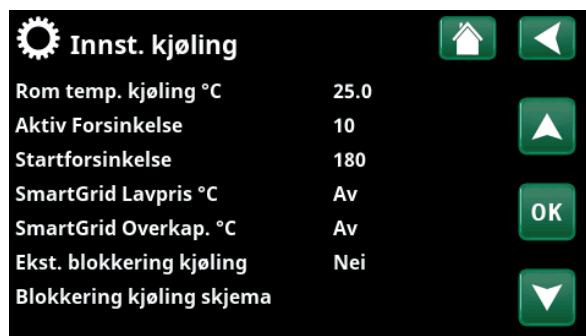 Innst. kjøling
Rom temp. kjøling °C 25.0
Aktiv Forsinkelse 10
Startforsinkelse 180
SmartGrid Lavpris °C Av
SmartGrid Overkap. °C Av
OK
Ekst. blokkering kjøling Nei
Blokkering kjøling skjema